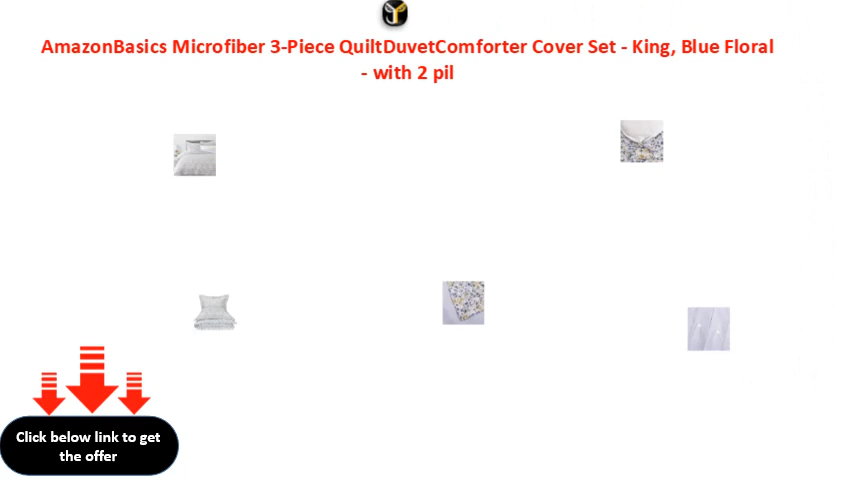 AmazonBasics Microfiber 3-Piece QuiltDuvetComforter Cover Set - King, Blue Floral
- with 2 pil
Click below link to get
the offer